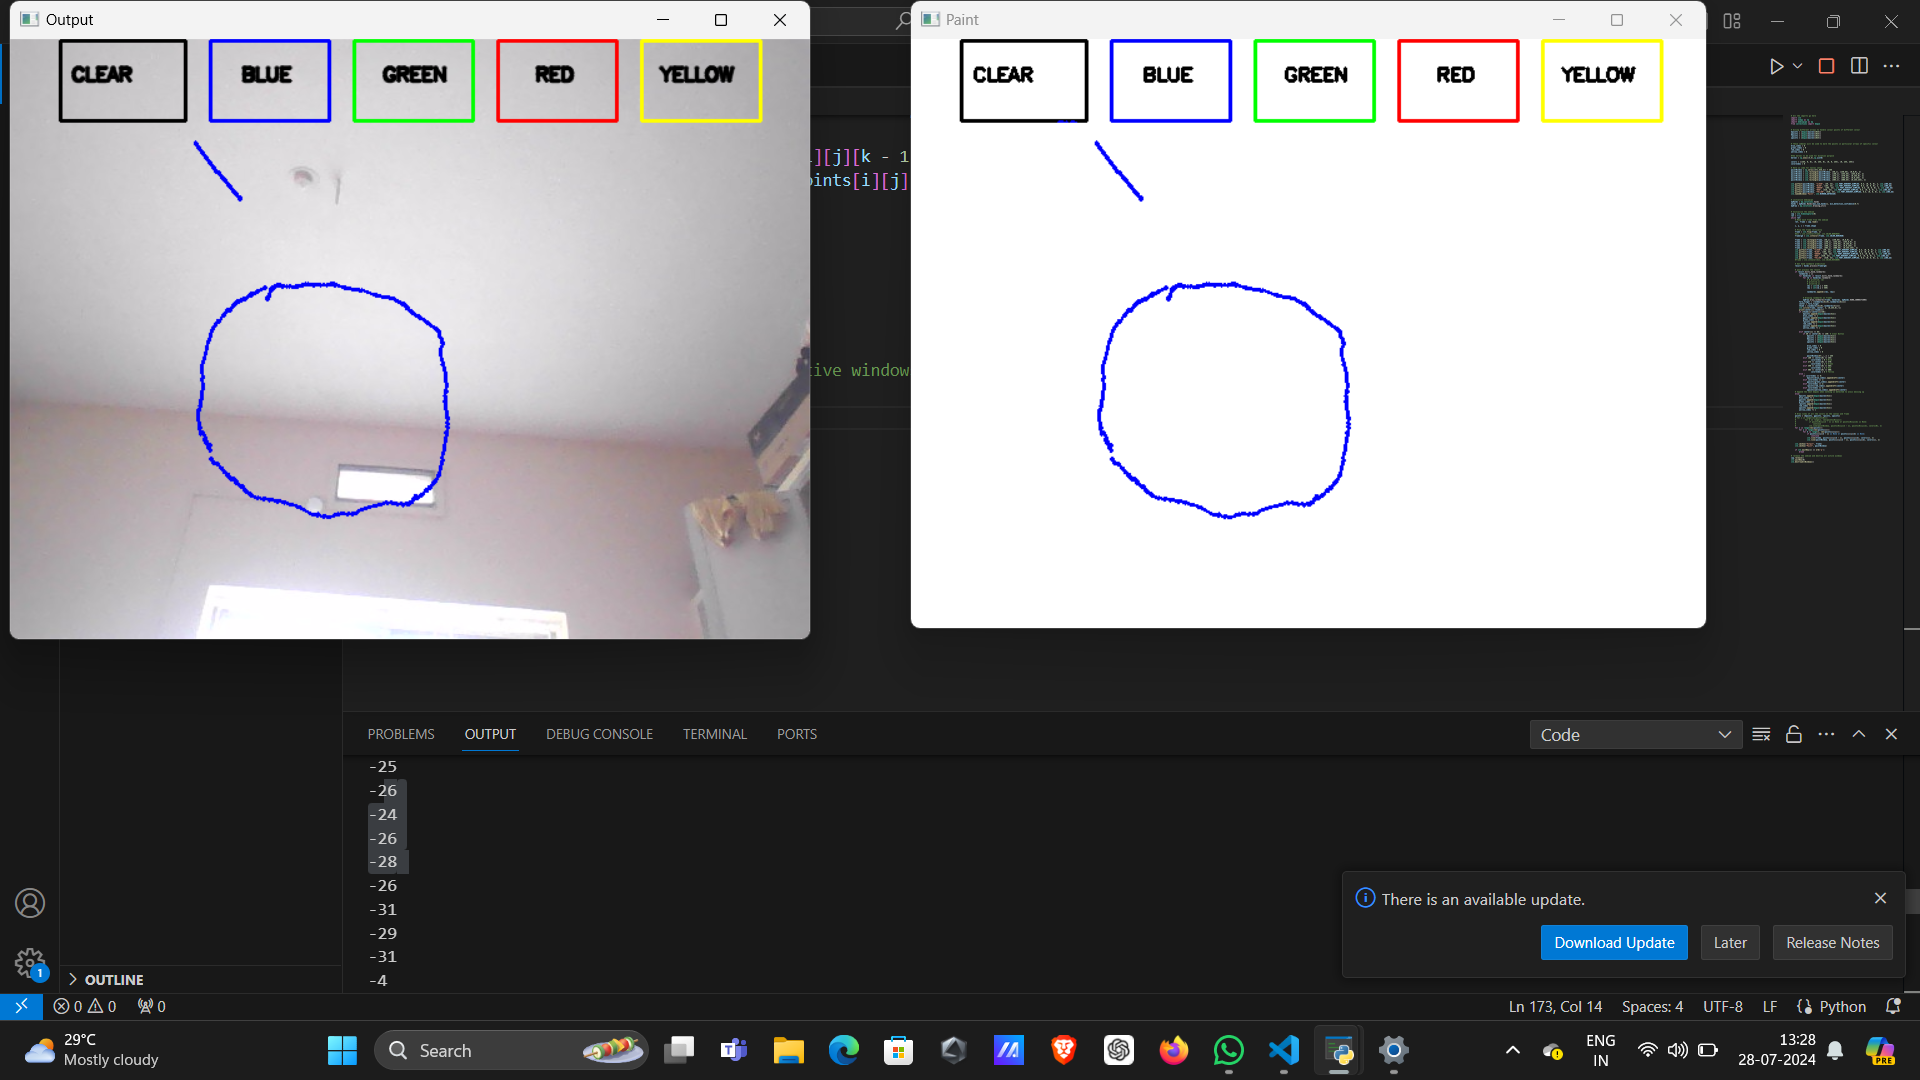 Output
CLEAR
BLUE
GREEN
RED
YELLOW
Paint
CLEAR
BLUE
GREEN
RED
YELLOW
][j][k - 1
ints[i][j]
ive window
PROBLEMS
OUTPUT
DEBUG CONSOLE
TERMINAL
PORTS
Code
-25
-26
-24
-26
-28
-26
-31
-29
-31
-4
There is an available update.
Download Update
Later
Release Notes
1
OUTLINE
0 0 0
Ln 173, Col 14
Spaces: 4
UTF-8
LF
Python
29°C
Mostly cloudy
Search
ENG
IN
13:28
28-07-2024
PRE